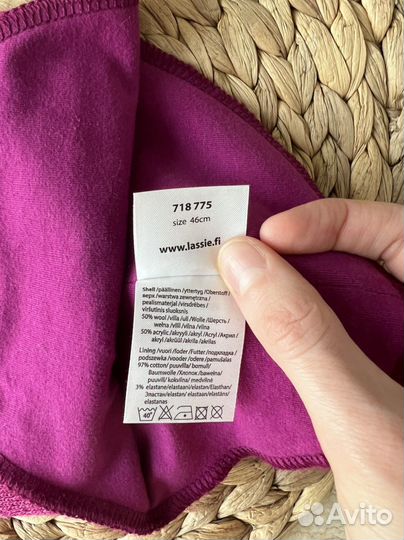 718 775
size 46cm
www.lassie.fi
Shell/päällinen/yttertyg/Oberstoff/
верх/warstwa zewnętrzna/
pealismaterjal/virsdrēbes/
viršutinis sluoksnis
50% wool/villa/ull/Wolle/Шерсть/
wełna/vill/vilna/vilna
50% acrylic/akryyli/akryl/Acryl/Акрил/
akryl/akrüül/akrils/akrilas
Lining/vuori/foder/Futter/подкладка/
podszewka/vooder/odere/pamušalas
97% cotton/puuvilla/bomull/
Baumwolle/Хлопок/bawełna/
puuvill/kokvilna/medvilnė
3% elastane/elastaani/elastan/Elasthan/
Эластан/elastan/elastaan/elastāns/
elastanas
40°
Avito